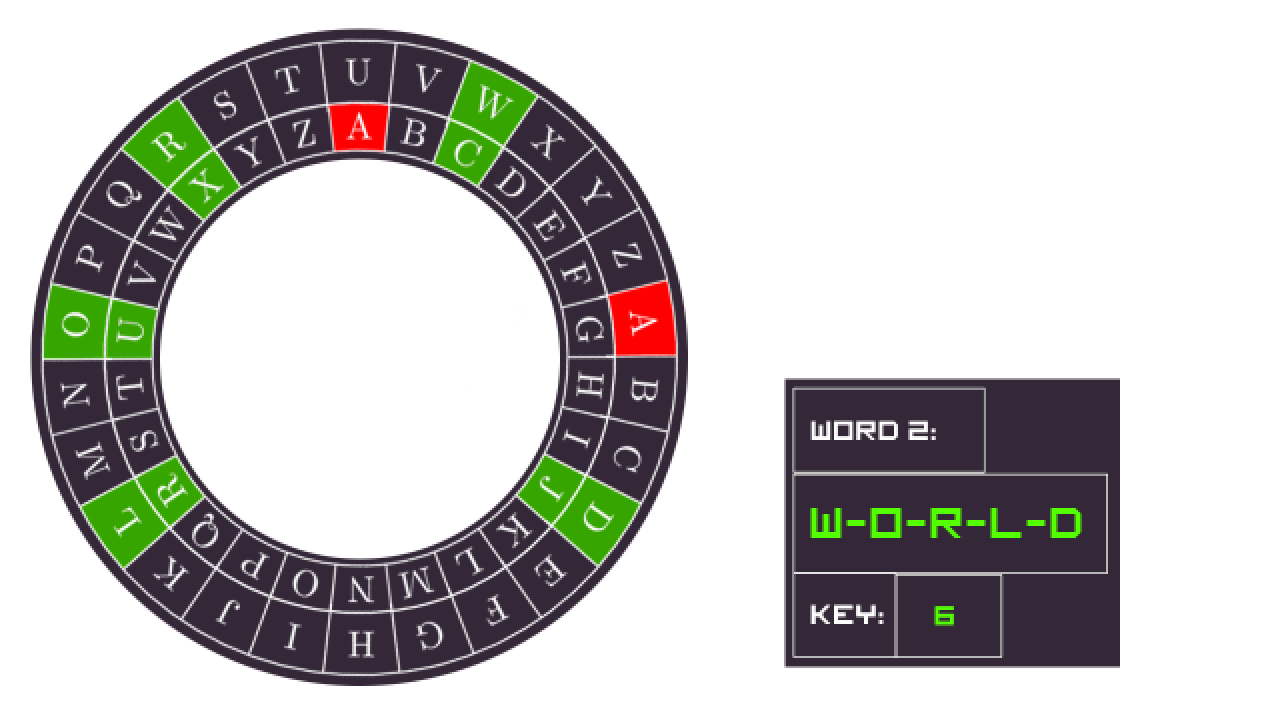 U V W X Y Z A B C D E F G H I J K L M N O P Q R S T
A B C D E F G H I J K L M N O P Q R S T U V W X Y Z
WORD 2:
W-O-R-L-D
KEY: 6